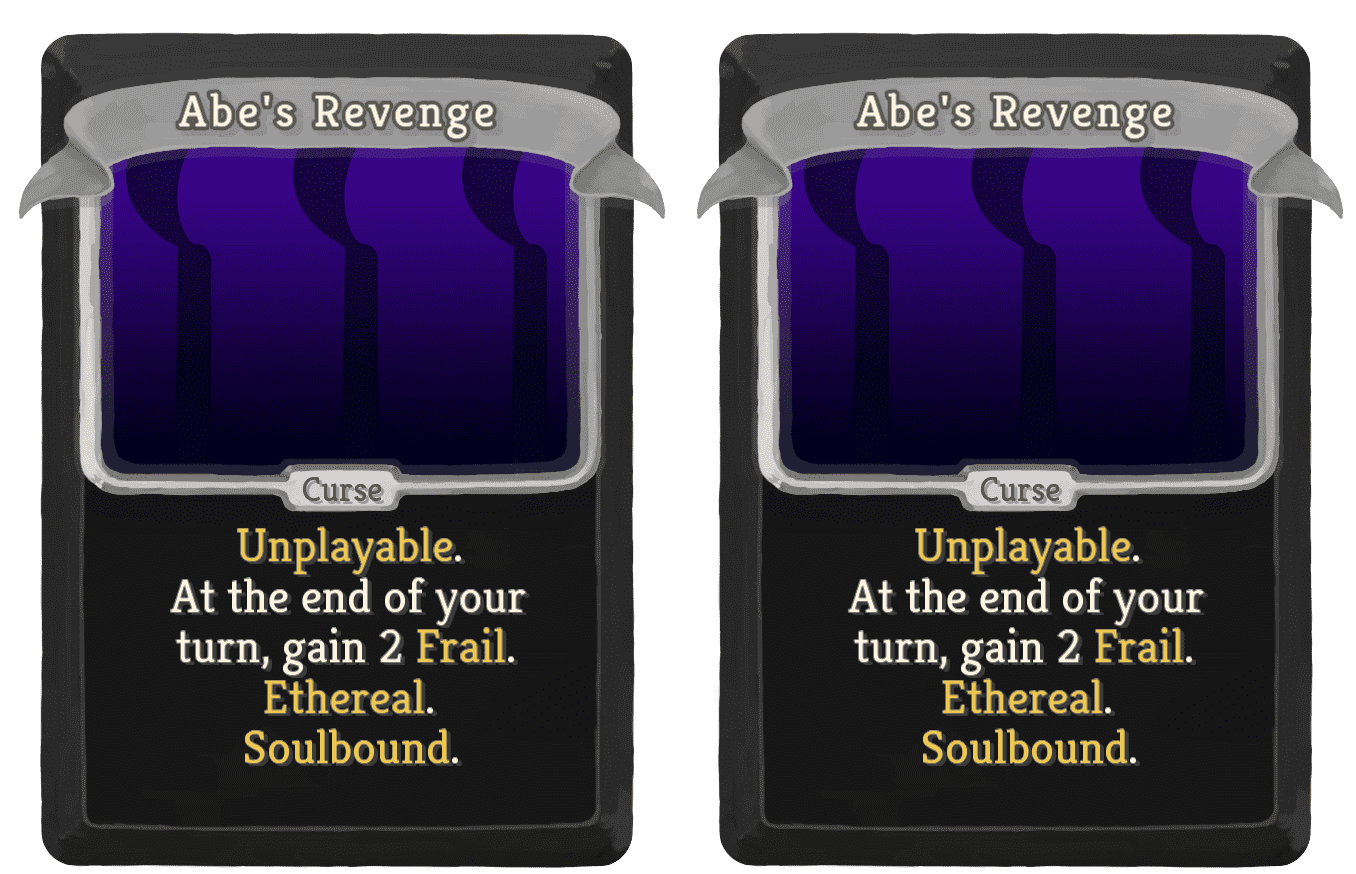 Abe's Revenge
Curse
Unplayable.
At the end of your
turn, gain 2 Frail.
Ethereal.
Soulbound.
Abe's Revenge
Curse
Unplayable.
At the end of your
turn, gain 2 Frail.
Ethereal.
Soulbound.